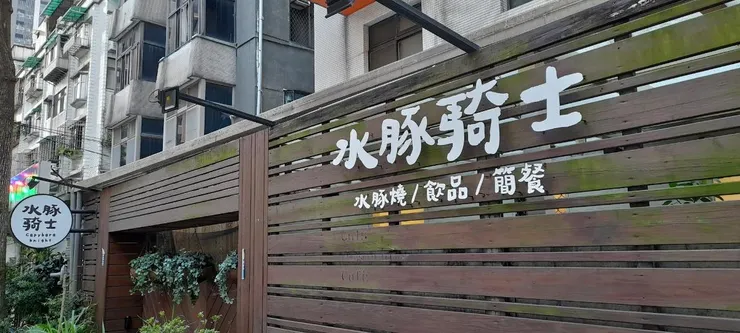 水豚騎士
水豚燒/飲品/簡餐
水豚
騎士
Capybara
knight